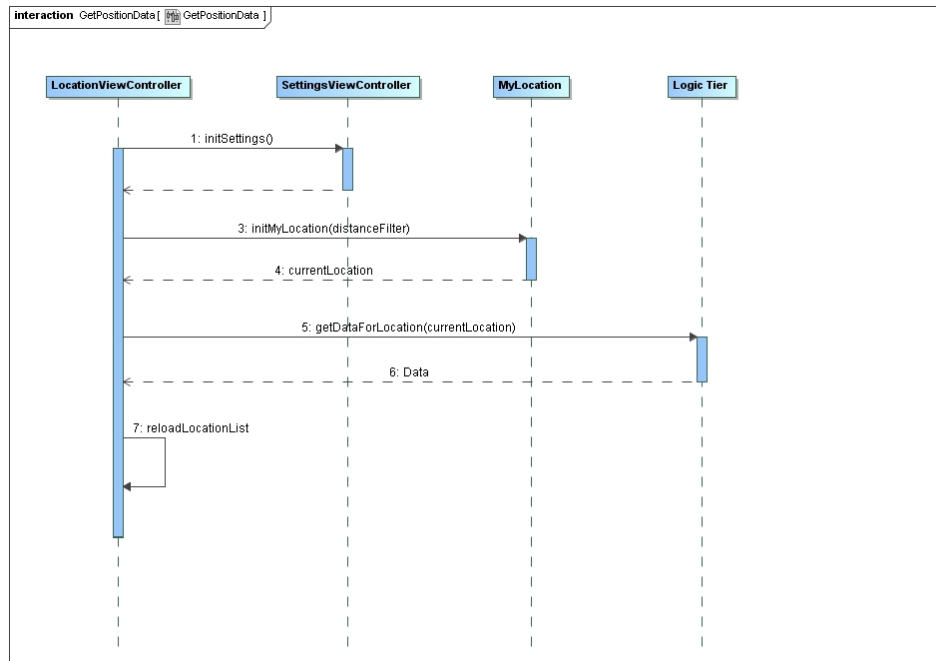 interaction GetPositionData [ GetPositionData ]
LocationViewController
SettingsViewController
MyLocation
Logic Tier
1: initSettings()
3: initMyLocation(distanceFilter)
4: currentLocation
5: getDataForLocation(currentLocation)
6: Data
7: reloadLocationList